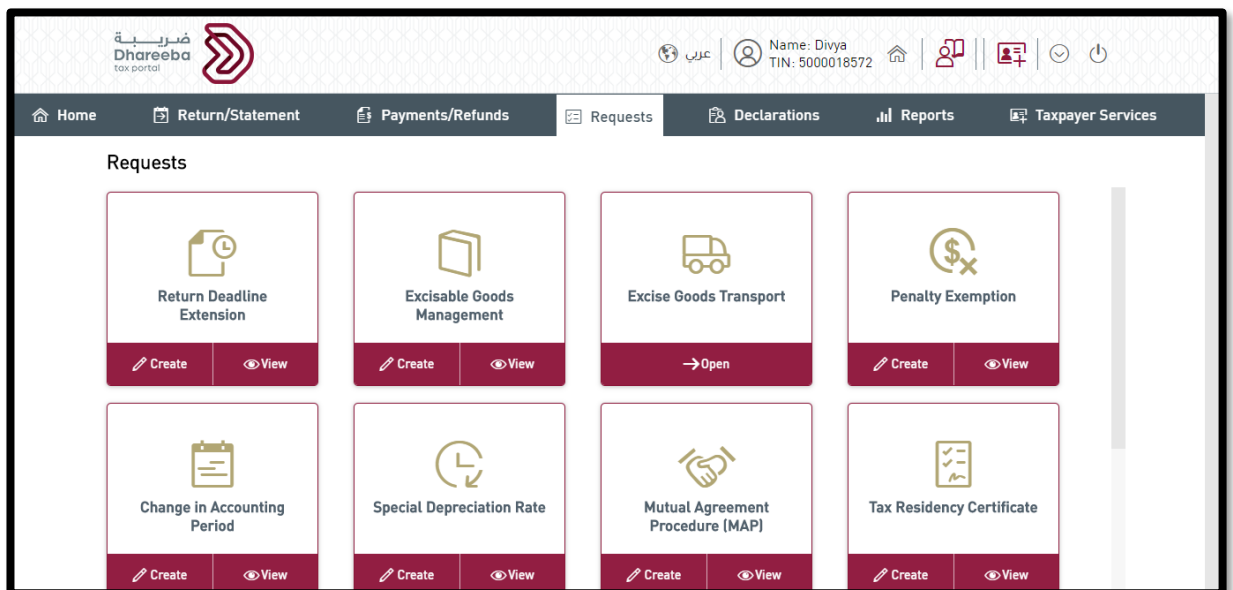 ضريبة
Dhareeba
tax portal
عربي
Name: Divya
TIN: 5000018572
Home
Return/Statement
Payments/Refunds
Requests
Declarations
Reports
Taxpayer Services
Requests
Return Deadline
Extension
Excisable Goods
Management
Excise Goods Transport
Penalty Exemption
Create
View
Create
View
Open
Create
View
Change in Accounting
Period
Special Depreciation Rate
Mutual Agreement
Procedure (MAP)
Tax Residency Certificate
Create
View
Create
View
Create
View
Create
View